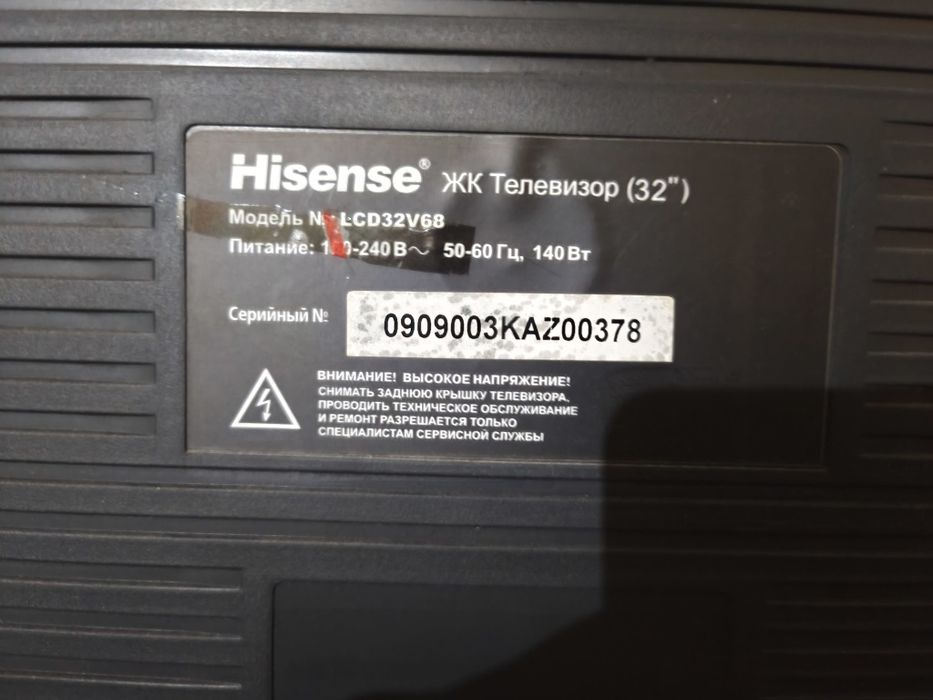 Hisense® ЖК Телевизор (32")
Модель № LCD32V68
Питание: 100-240 В~ 50-60 Гц, 140 Вт
Серийный № 0909003KAZ00378
ВНИМАНИЕ! ВЫСОКОЕ НАПРЯЖЕНИЕ!
СНИМАТЬ ЗАДНЮЮ КРЫШКУ ТЕЛЕВИЗОРА,
ПРОВОДИТЬ ТЕХНИЧЕСКОЕ ОБСЛУЖИВАНИЕ
И РЕМОНТ РАЗРЕШАЕТСЯ ТОЛЬКО
СПЕЦИАЛИСТАМ СЕРВИСНОЙ СЛУЖБЫ